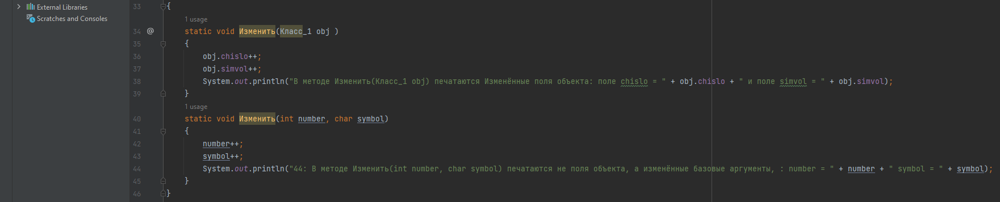 External Libraries
Scratches and Consoles
33 {
1 usage
34 @ static void Изменить(Класс_1 obj )
35 {
36 obj.chislo++;
37 obj.simvol++;
38 System.out.println("В методе Изменить(Класс_1 obj) печатаются Изменённые поля объекта: поле chislo = " + obj.chislo + " и поле simvol = " + obj.simvol);
39 }
1 usage
40 static void Изменить(int number, char symbol)
41 {
42 number++;
43 symbol++;
44 System.out.println("44: В методе Изменить(int number, char symbol) печатаются не поля объекта, а изменённые базовые аргументы, : number = " + number + " symbol = " + symbol);
45 }
46 }